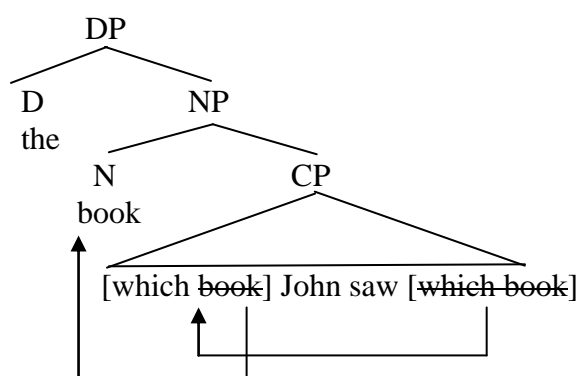 DP
D NP
the
N CP
book
[which book] John saw [which book]